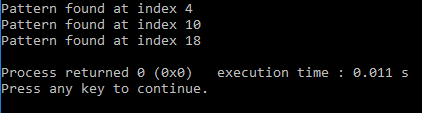 Pattern found at index 4
Pattern found at index 10
Pattern found at index 18
Process returned 0 (0x0)   execution time : 0.011 s
Press any key to continue.